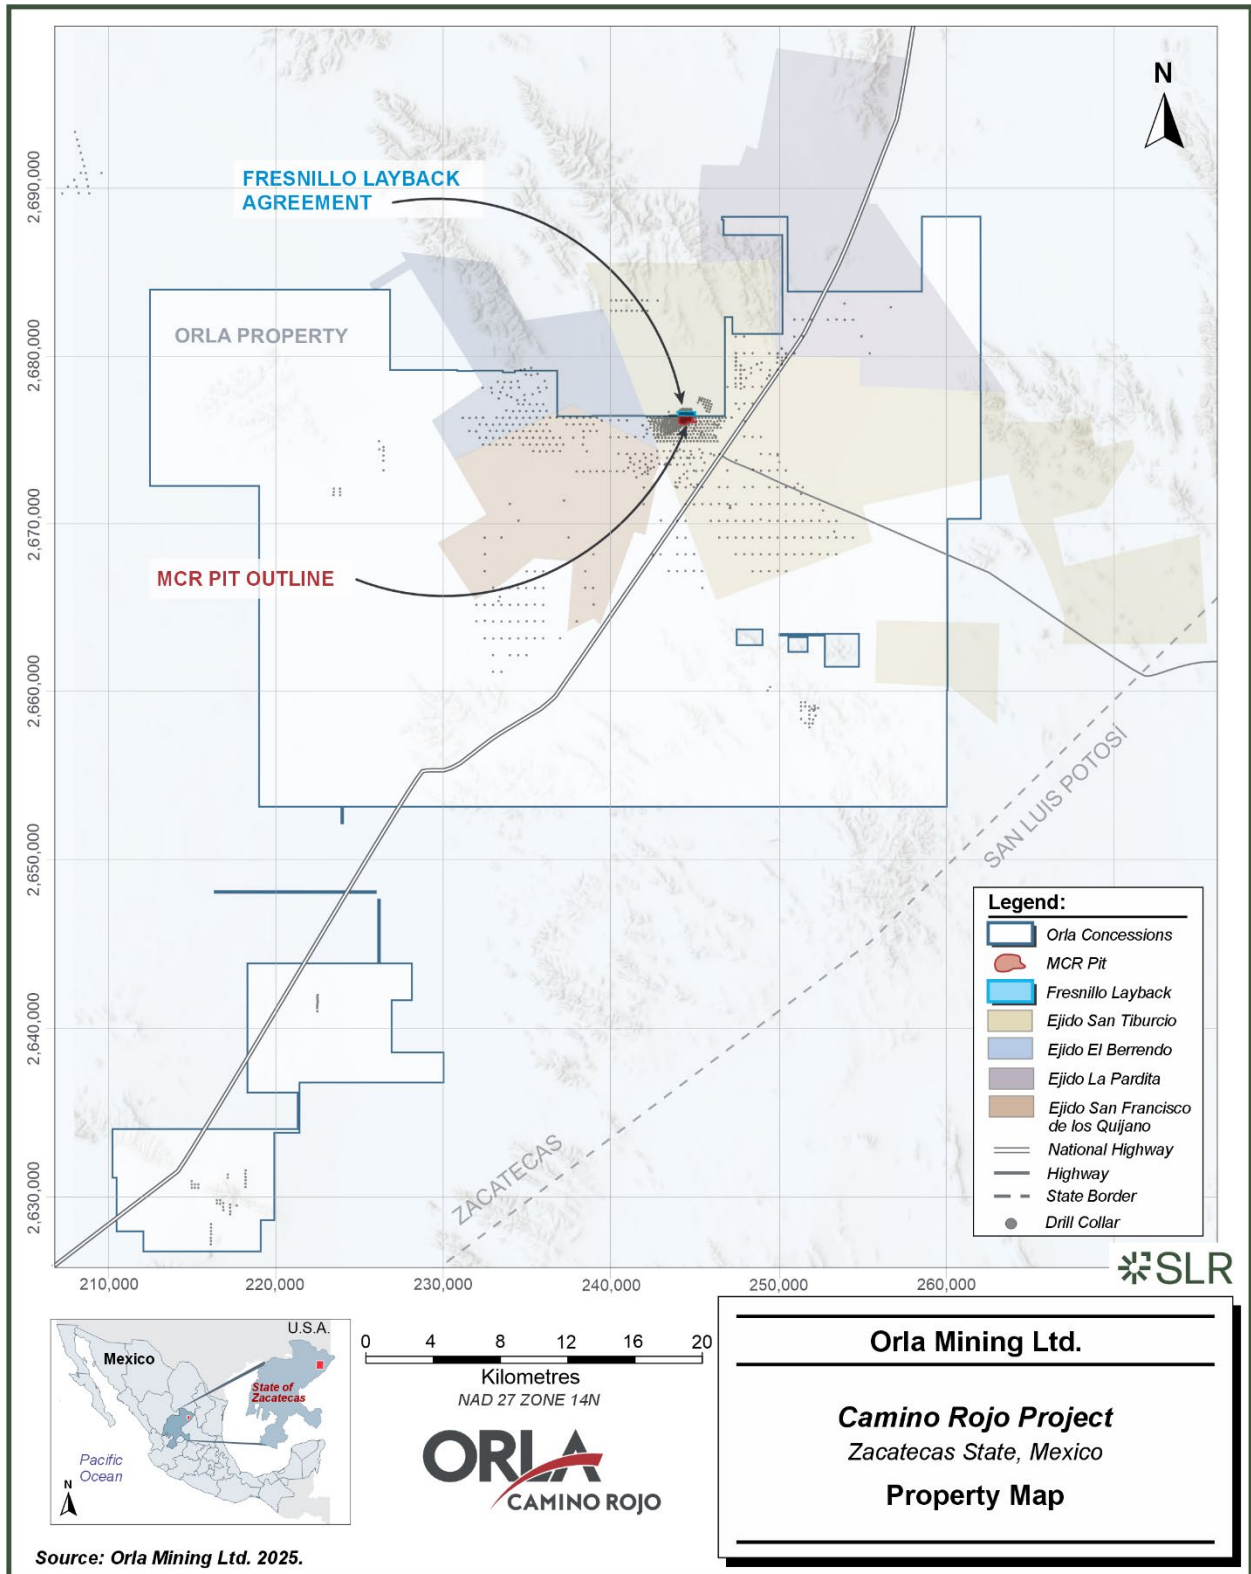 N
2,690,000
2,680,000
2,670,000
2,660,000
2,650,000
2,640,000
2,630,000
FRESNILLO LAYBACK
AGREEMENT
ORLA PROPERTY
MCR PIT OUTLINE
SAN LUIS POTOSÍ
ZACATECAS
Legend:
Orla Concessions
MCR Pit
Fresnillo Layback
Ejido San Tiburcio
Ejido El Berrendo
Ejido La Pardita
Ejido San Francisco
de los Quijano
National Highway
Highway
State Border
Drill Collar
210,000
220,000
230,000
240,000
250,000
260,000
SLR
U.S.A.
Mexico
State of
Zacatecas
Pacific
Ocean
N
0 4 8 12 16 20
Kilometres
NAD 27 ZONE 14N
ORLA
CAMINO ROJO
Orla Mining Ltd.
Camino Rojo Project
Zacatecas State, Mexico
Property Map
Source: Orla Mining Ltd. 2025.